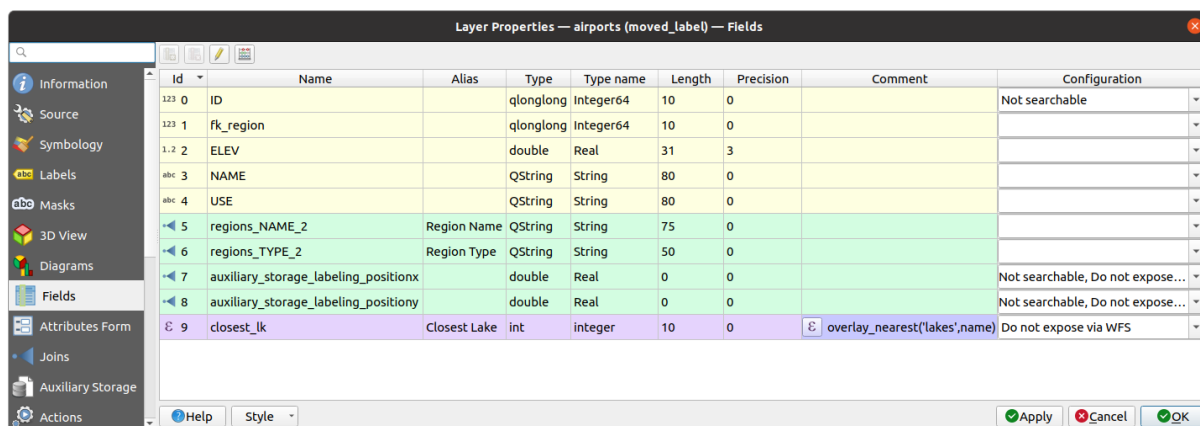 Layer Properties — airports (moved_label) — Fields
Information
Source
Symbology
abc Labels
abc Masks
3D View
Diagrams
Fields
Attributes Form
Joins
Auxiliary Storage
Actions
Id Name Alias Type Type name Length Precision Comment Configuration
123 0 ID qlonglong Integer64 10 0 Not searchable
123 1 fk_region qlonglong Integer64 10 0
1.2 2 ELEV double Real 31 3
abc 3 NAME QString String 80 0
abc 4 USE QString String 80 0
5 regions_NAME_2 Region Name QString String 75 0
6 regions_TYPE_2 Region Type QString String 50 0
7 auxiliary_storage_labeling_positionx double Real 0 0 Not searchable, Do not expose...
8 auxiliary_storage_labeling_positiony double Real 0 0 Not searchable, Do not expose...
ε 9 closest_lk Closest Lake int integer 10 0 ε overlay_nearest('lakes',name) Do not expose via WFS
Help Style Apply Cancel OK